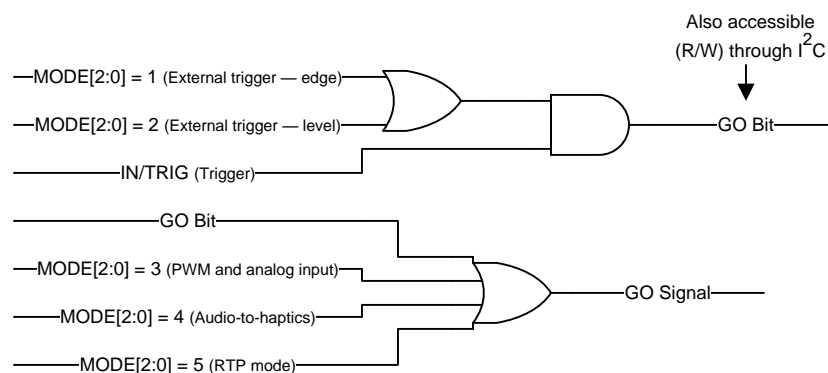 Also accessible
(R/W) through I²C
MODE[2:0] = 1 (External trigger — edge)
MODE[2:0] = 2 (External trigger — level)
GO Bit
IN/TRIG (Trigger)
GO Bit
MODE[2:0] = 3 (PWM and analog input)
GO Signal
MODE[2:0] = 4 (Audio-to-haptics)
MODE[2:0] = 5 (RTP mode)